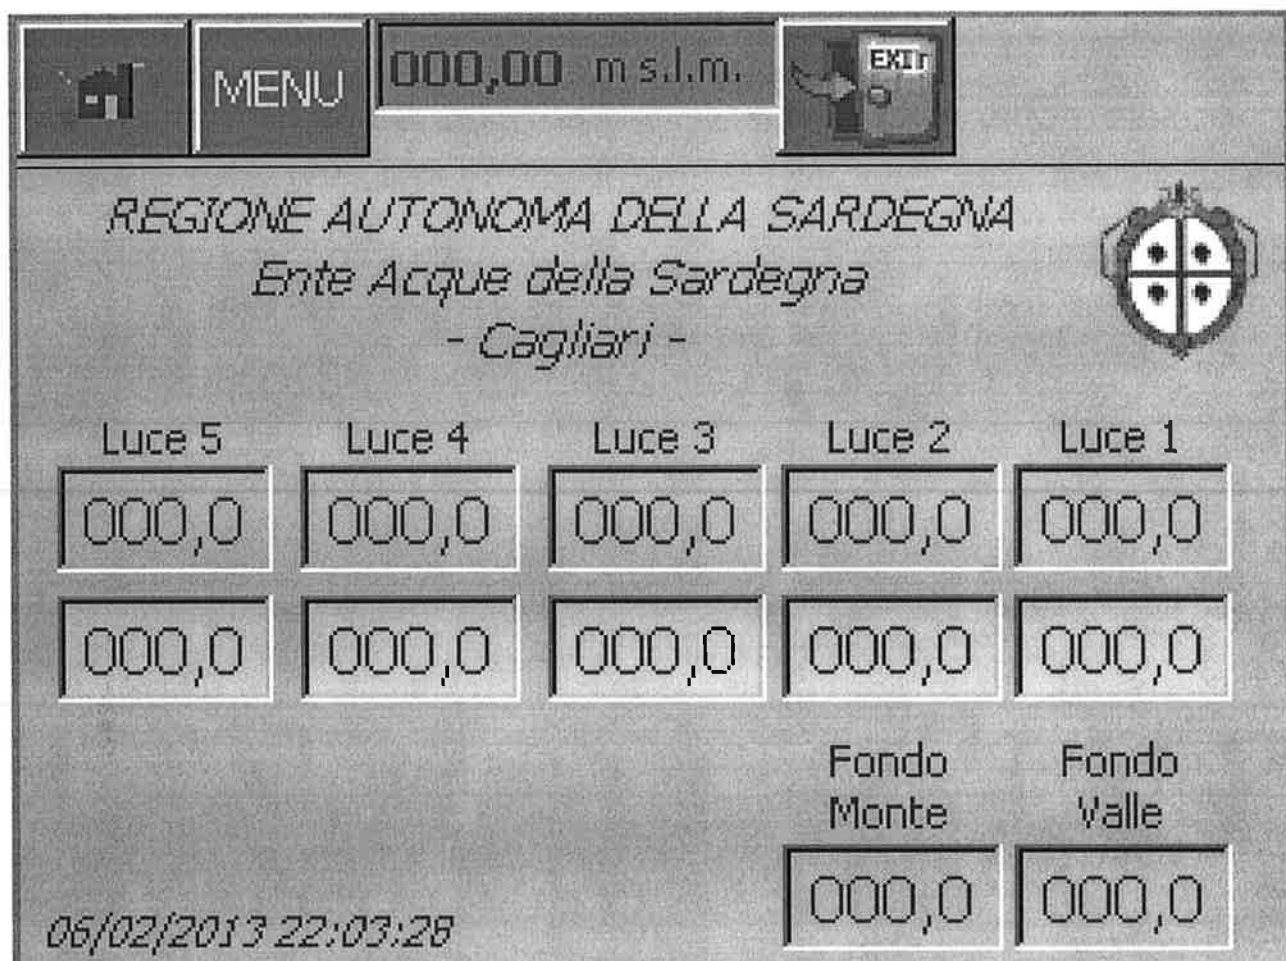 MENU
000,00 m s.l.m.
EXIT
REGIONE AUTONOMA DELLA SARDEGNA
Ente Acque della Sardegna
- Cagliari -
Luce 5 Luce 4 Luce 3 Luce 2 Luce 1
000,0 000,0 000,0 000,0 000,0
000,0 000,0 000,0 000,0 000,0
Fondo Fondo
Monte Valle
000,0 000,0
06/02/2013 22:03:28